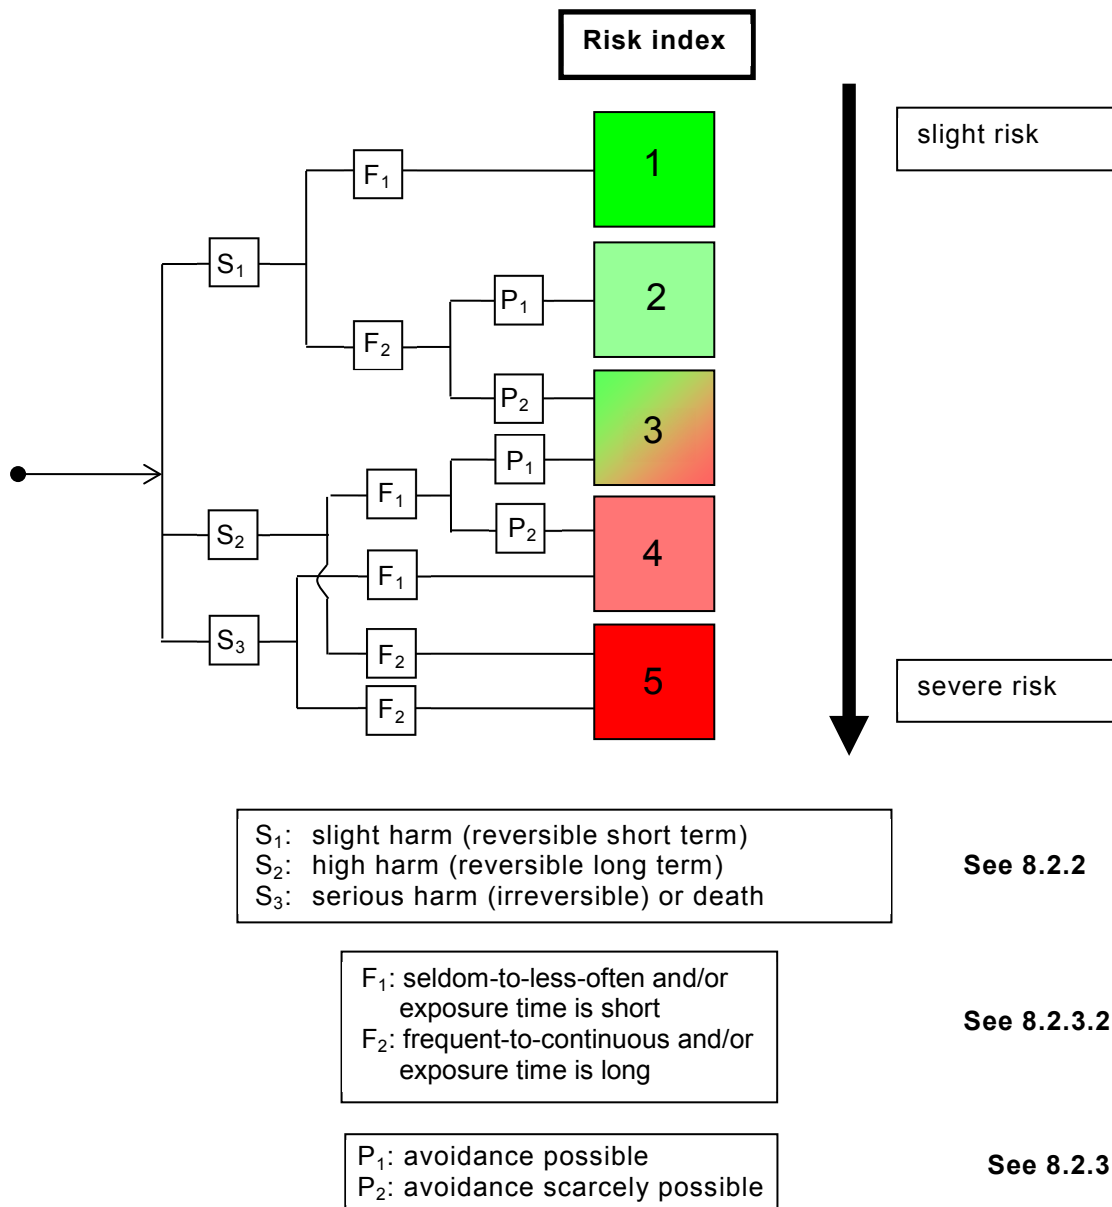 Risk index
slight risk
1
F₁
S₁
2
P₁
F₂
3
P₂
P₁
F₁
4
P₂
S₂
F₁
S₃
F₂
5
severe risk
F₂
S₁: slight harm (reversible short term)
S₂: high harm (reversible long term)
S₃: serious harm (irreversible) or death
See 8.2.2
F₁: seldom-to-less-often and/or
exposure time is short
F₂: frequent-to-continuous and/or
exposure time is long
See 8.2.3.2
P₁: avoidance possible
P₂: avoidance scarcely possible
See 8.2.3